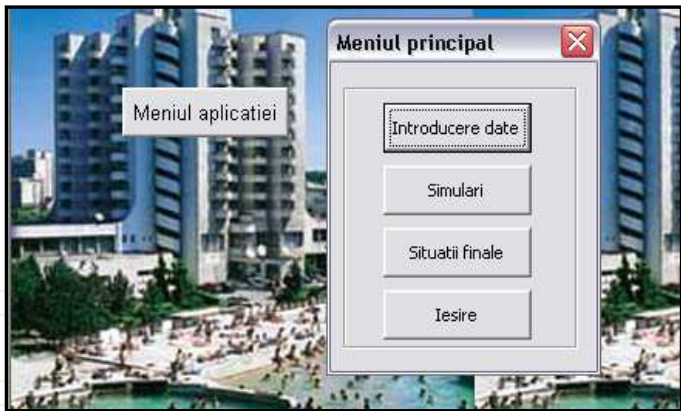 Meniul principal
Meniul aplicatiei
Introducere date
Simulari
Situatii finale
Iesire